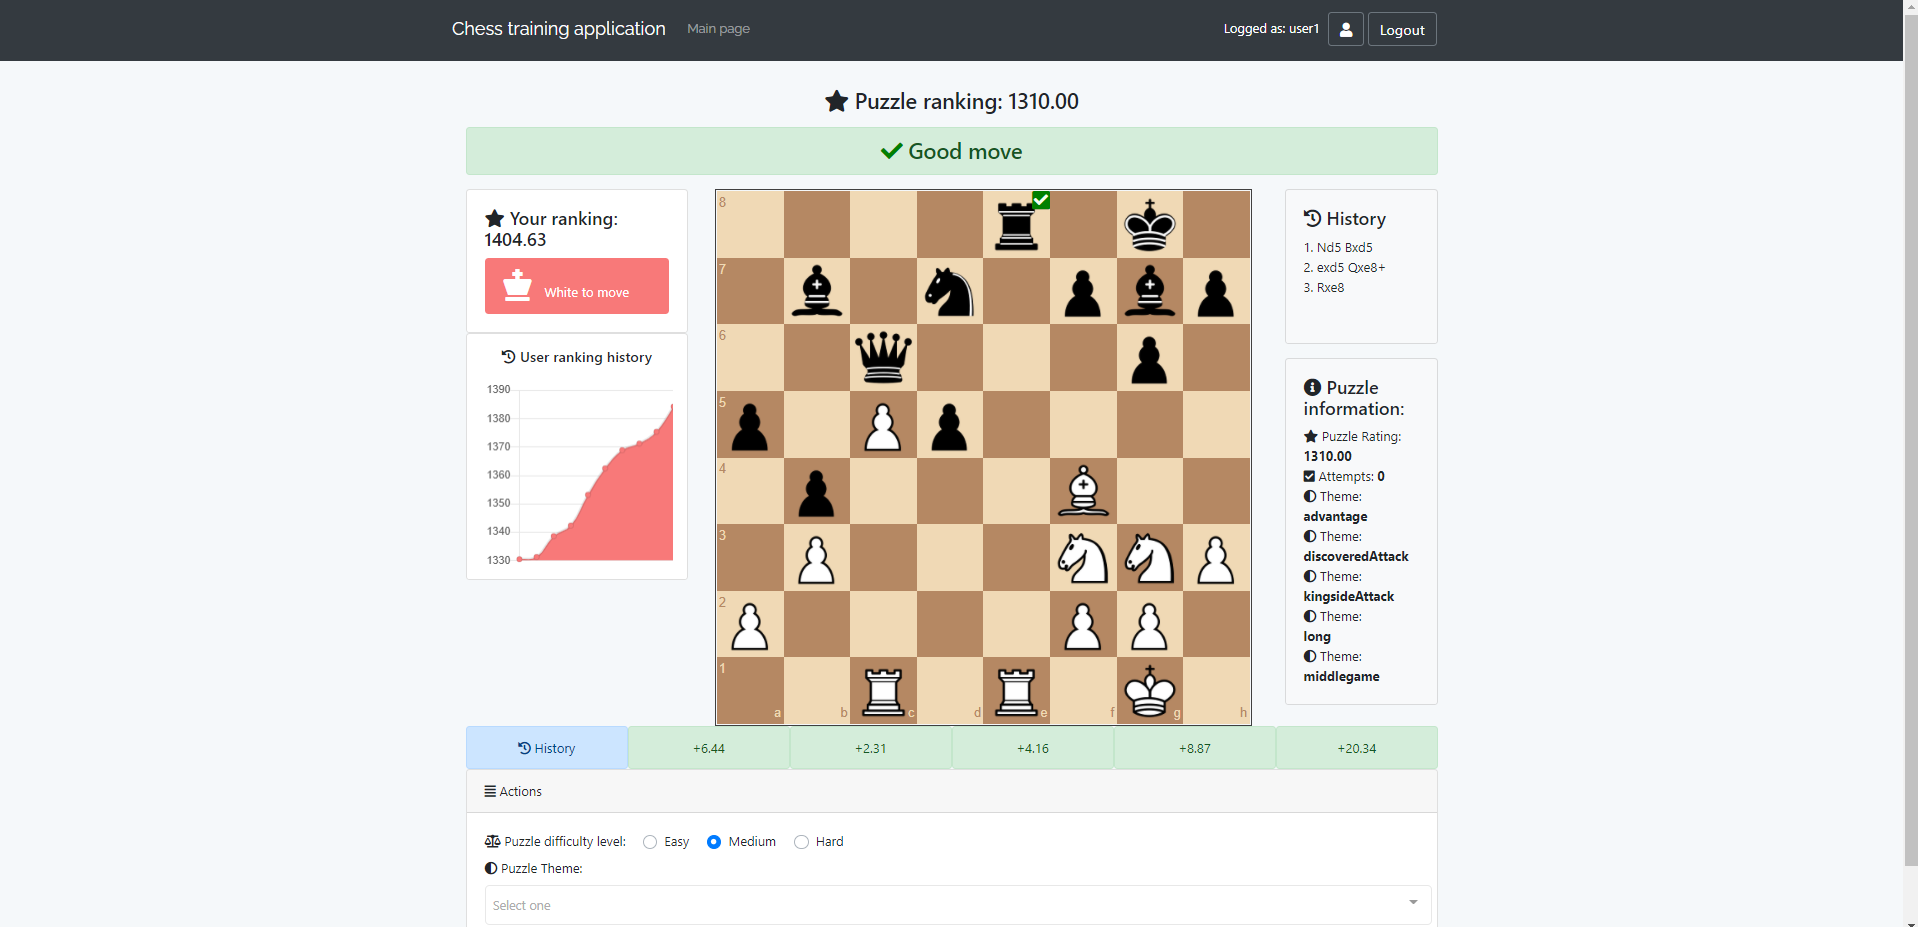 Chess training application
Main page
Logged as: user1
Logout
Puzzle ranking: 1310.00
Good move
Your ranking:
1404.63
White to move
User ranking history
1390
1380
1370
1360
1350
1340
1330
8
7
6
5
4
3
2
1
a
b
c
d
e
f
g
h
History
1. Nd5 Bxd5
2. exd5 Qxe8+
3. Rxe8
Puzzle
information:
Puzzle Rating:
1310.00
Attempts: 0
Theme:
advantage
Theme:
discoveredAttack
Theme:
kingsideAttack
Theme:
long
Theme:
middlegame
History
+6.44
+2.31
+4.16
+8.87
+20.34
Actions
Puzzle difficulty level: Easy Medium Hard
Puzzle Theme:
Select one